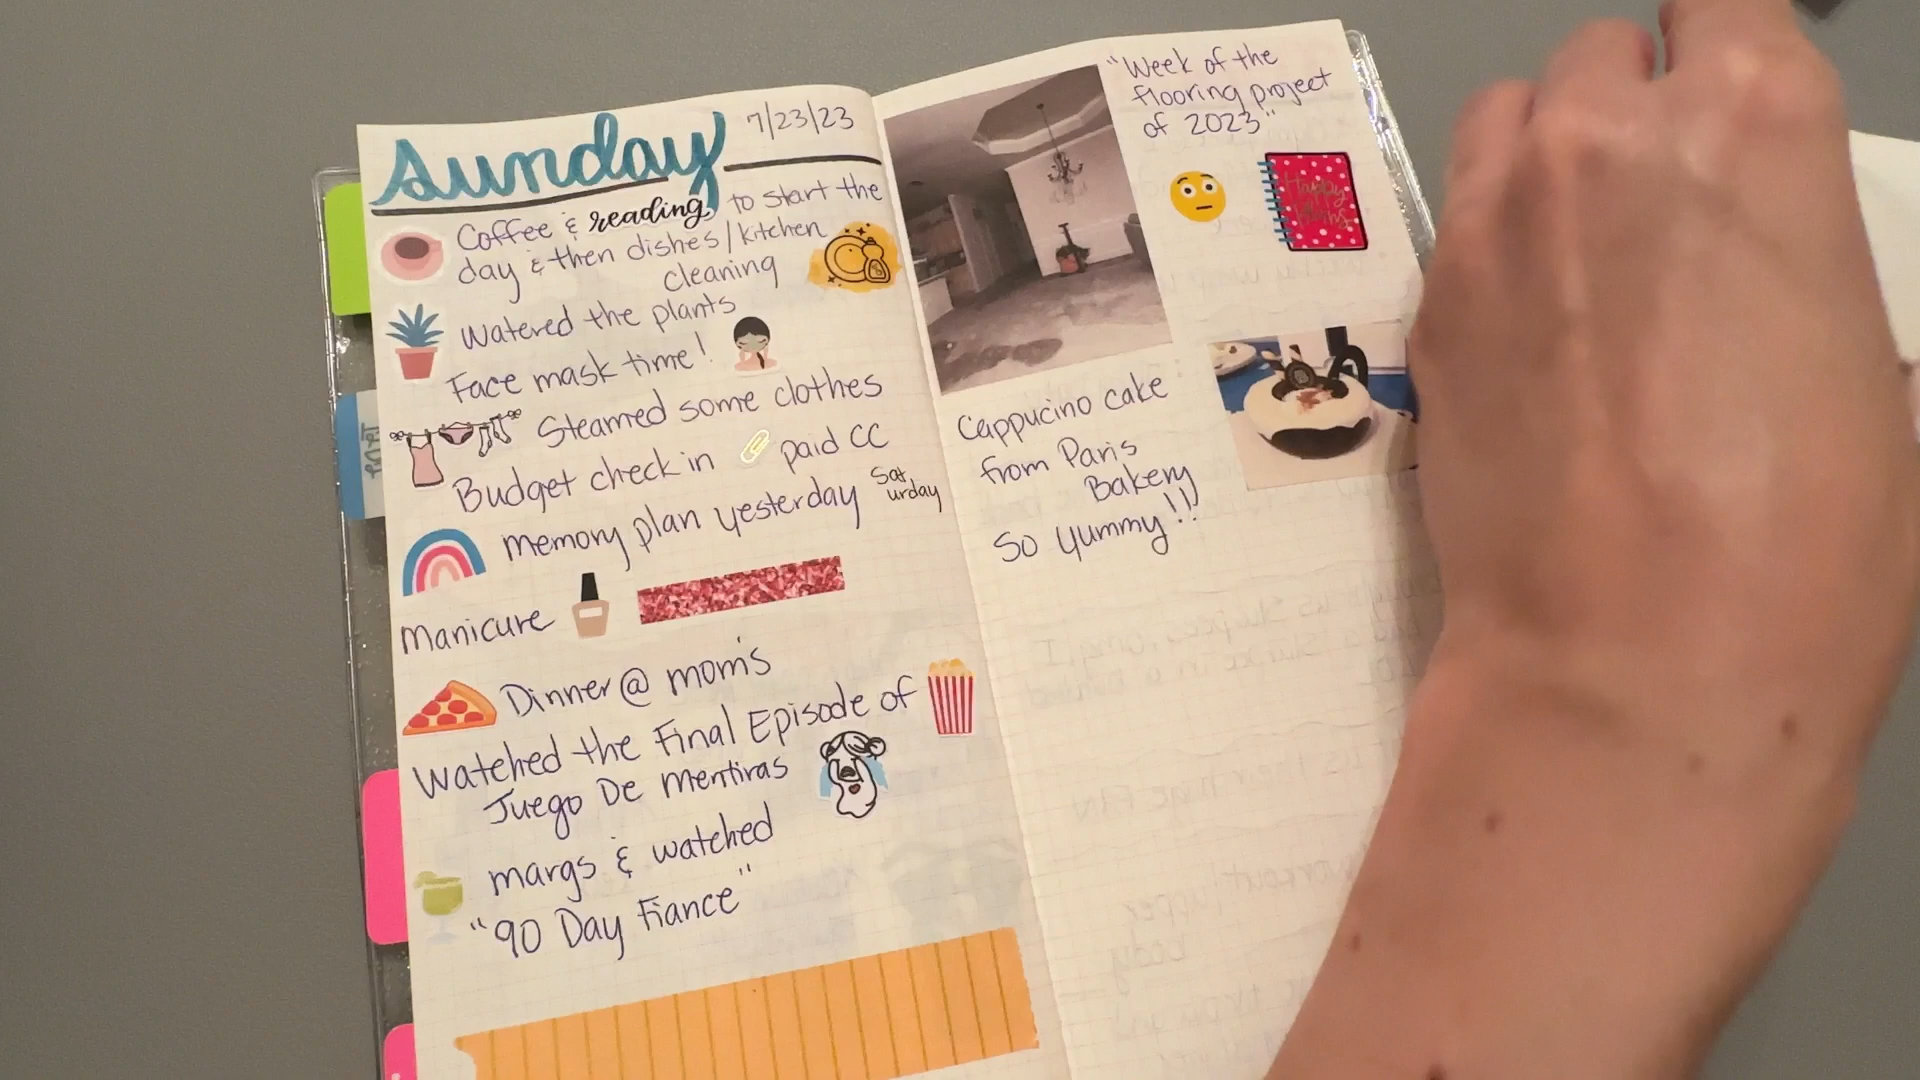 Sunday 7/23/23
Coffee & reading, to start the
day & then dishes/kitchen
cleaning
Watered the plants
Face mask time!
Steamed some clothes
Budget check in paid CC
memory plan yesterday Sat
urday
Manicure
Dinner @ mom's
Watched the Final Episode of
Juego De Mentiras
margs & watched
"90 Day Fiance"
"Week of the
flooring project
of 2023"
Happy
Cappucino cake
from Paris
Bakery
So yummy!!